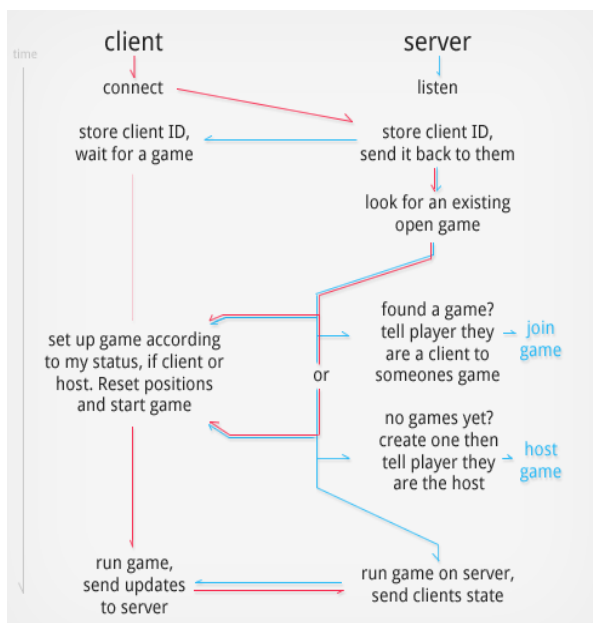 client
server
time
connect
listen
store client ID,
wait for a game
store client ID,
send it back to them
look for an existing
open game
found a game?
tell player they
are a client to
someones game
join
game
set up game according
to my status, if client or
host. Reset positions
and start game
or
no games yet?
create one then
tell player they
are the host
host
game
run game,
send updates
to server
run game on server,
send clients state